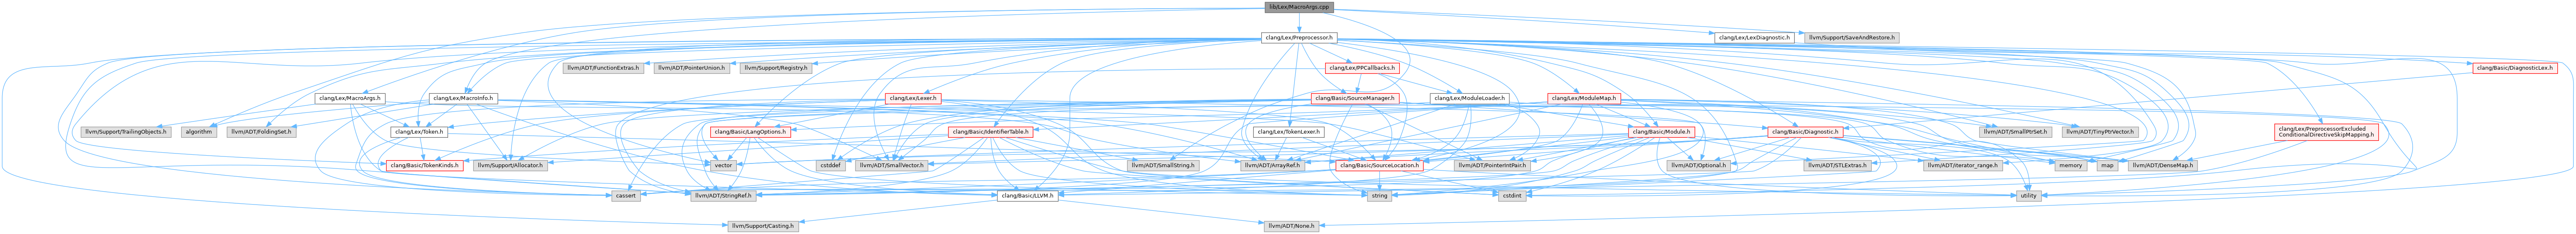 lib/Lex/MacroArgs.cpp
clang/Lex/Preprocessor.h
clang/Lex/LexDiagnostic.h
llvm/Support/SaveAndRestore.h
llvm/ADT/FunctionExtras.h
llvm/ADT/PointerUnion.h
llvm/Support/Registry.h
clang/Lex/PPCallbacks.h
clang/Basic/DiagnosticLex.h
clang/Lex/MacroArgs.h
clang/Lex/MacroInfo.h
clang/Lex/Lexer.h
clang/Basic/SourceManager.h
clang/Lex/ModuleLoader.h
clang/Lex/ModuleMap.h
llvm/Support/TrailingObjects.h
algorithm
llvm/ADT/FoldingSet.h
clang/Lex/Token.h
clang/Basic/LangOptions.h
cstddef
clang/Basic/IdentifierTable.h
clang/Lex/TokenLexer.h
clang/Basic/Module.h
clang/Basic/Diagnostic.h
llvm/ADT/SmallPtrSet.h
llvm/ADT/TinyPtrVector.h
clang/Lex/PreprocessorExcluded
ConditionalDirectiveSkipMapping.h
clang/Basic/TokenKinds.h
llvm/Support/Allocator.h
vector
llvm/ADT/SmallVector.h
llvm/ADT/SmallString.h
llvm/ADT/ArrayRef.h
clang/Basic/SourceLocation.h
llvm/ADT/PointerIntPair.h
llvm/ADT/Optional.h
llvm/ADT/STLExtras.h
llvm/ADT/iterator_range.h
memory
map
llvm/ADT/DenseMap.h
cassert
llvm/ADT/StringRef.h
clang/Basic/LLVM.h
string
cstdint
utility
llvm/Support/Casting.h
llvm/ADT/None.h